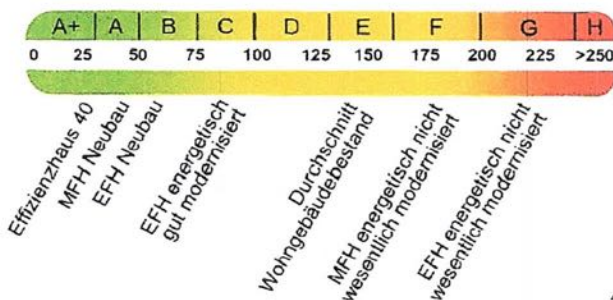 A+ A B C D E F G H
0 25 50 75 100 125 150 175 200 225 >250
Effizienzhaus 40
MFH Neubau
EFH Neubau
EFH energetisch
gut modernisiert
Durchschnitt
Wohngebäudebestand
MFH energetisch nicht
wesentlich modernisiert
EFH energetisch nicht
wesentlich modernisiert